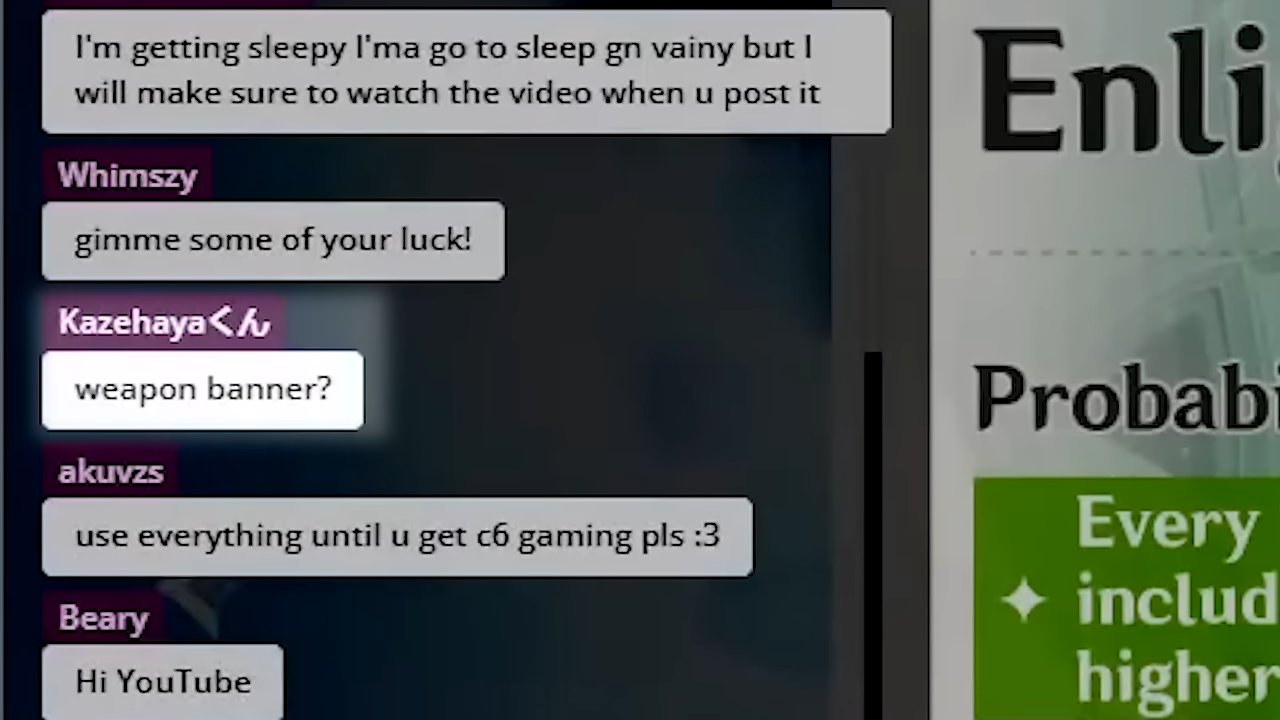 I'm getting sleepy I'ma go to sleep gn vainy but I
will make sure to watch the video when u post it
Whimszy
gimme some of your luck!
Kazehayaくん
weapon banner?
akuvzs
use everything until u get c6 gaming pls :3
Beary
Hi YouTube
Enli
Probabi
Every
includ
higher